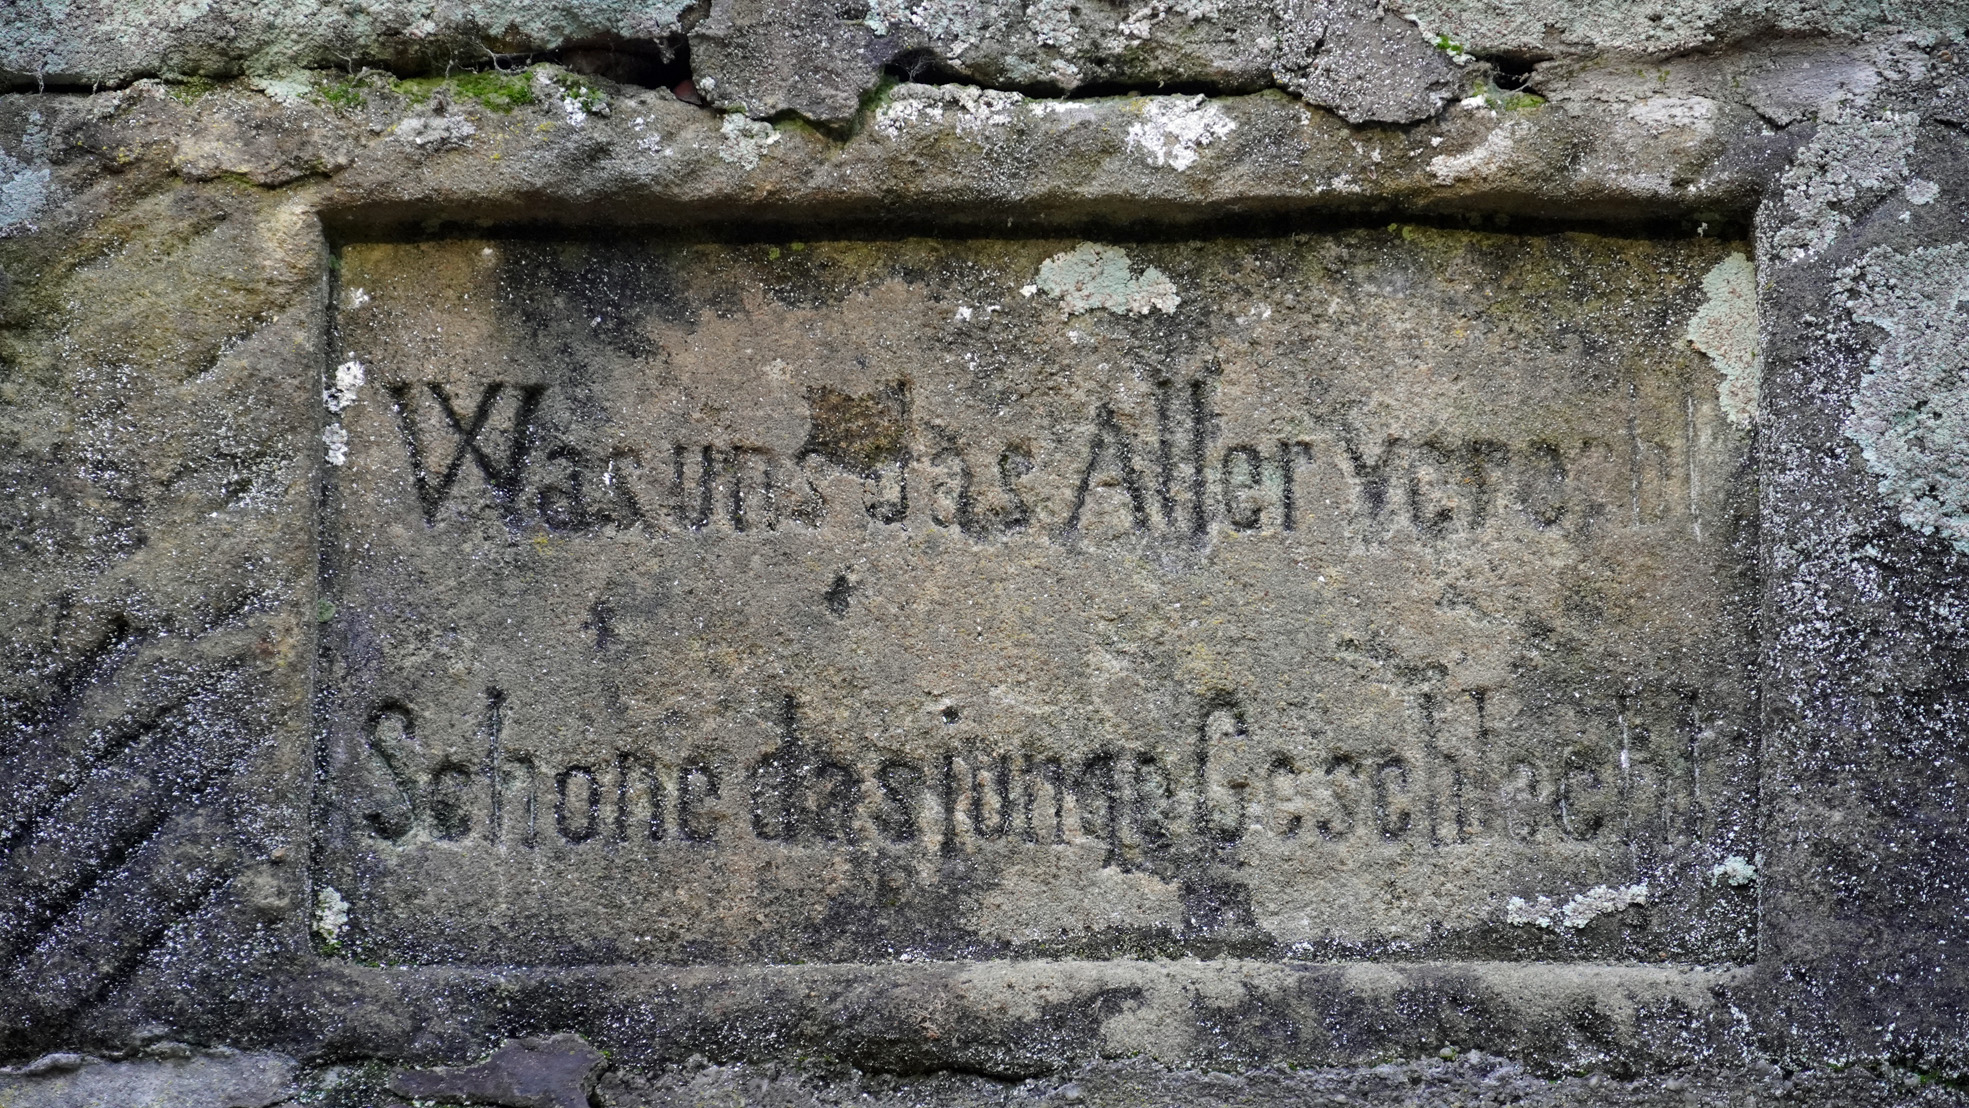 Was uns das Alter
Schone das junge Geschlecht